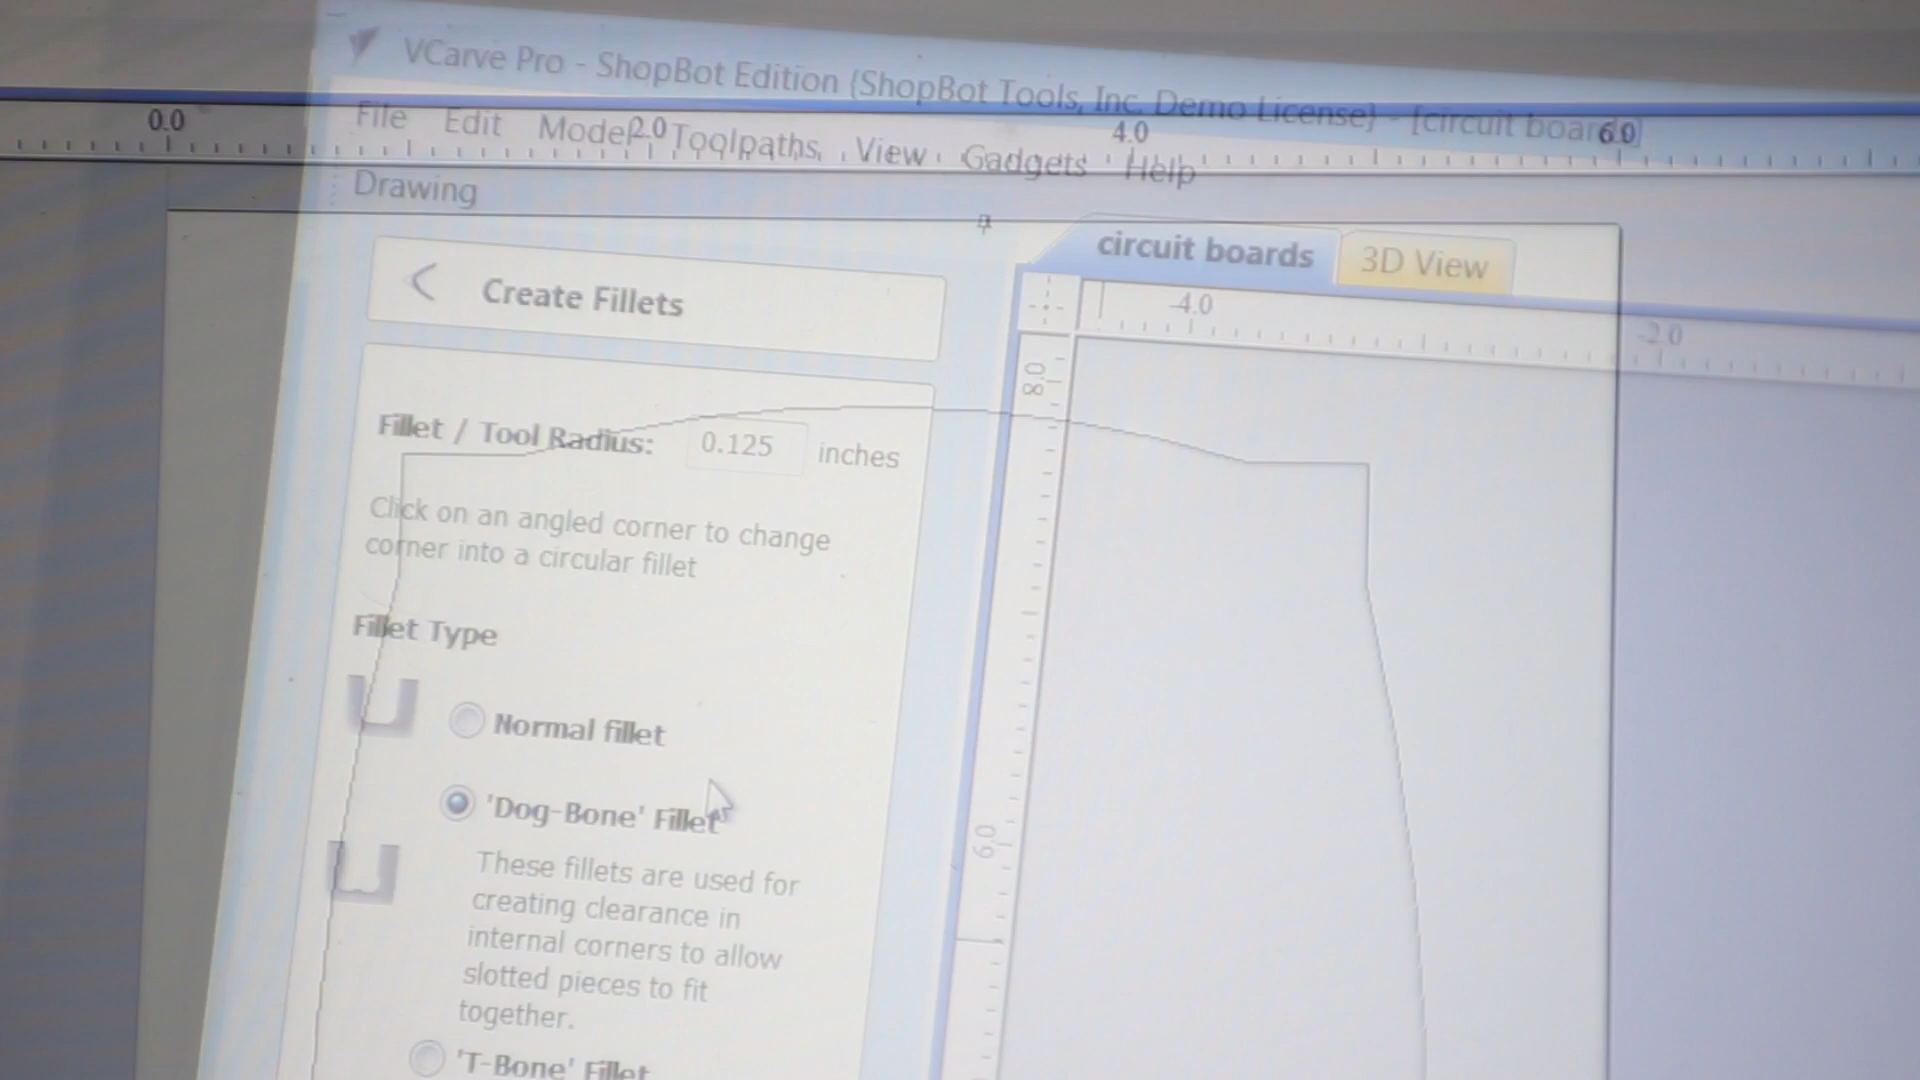 VCarve Pro - ShopBot Edition {ShopBot Tools, Inc. Demo License} - [circuit boards]
0.0 2.0 4.0 6.0
File Edit Model Toolpaths View Gadgets Help
Drawing
circuit boards 3D View
Create Fillets
-4.0 -2.0
8.0
Fillet / Tool Radius: 0.125 inches
Click on an angled corner to change
corner into a circular fillet
Fillet Type
Normal fillet
'Dog-Bone' Fillet
6.0
These fillets are used for
creating clearance in
internal corners to allow
slotted pieces to fit
together.
'T-Bone' Fillet